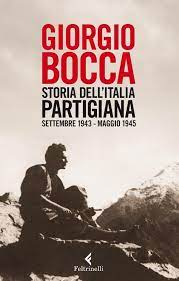 GIORGIO
BOCCA
STORIA DELL'ITALIA
PARTIGIANA
SETTEMBRE 1943 - MAGGIO 1945
Feltrinelli